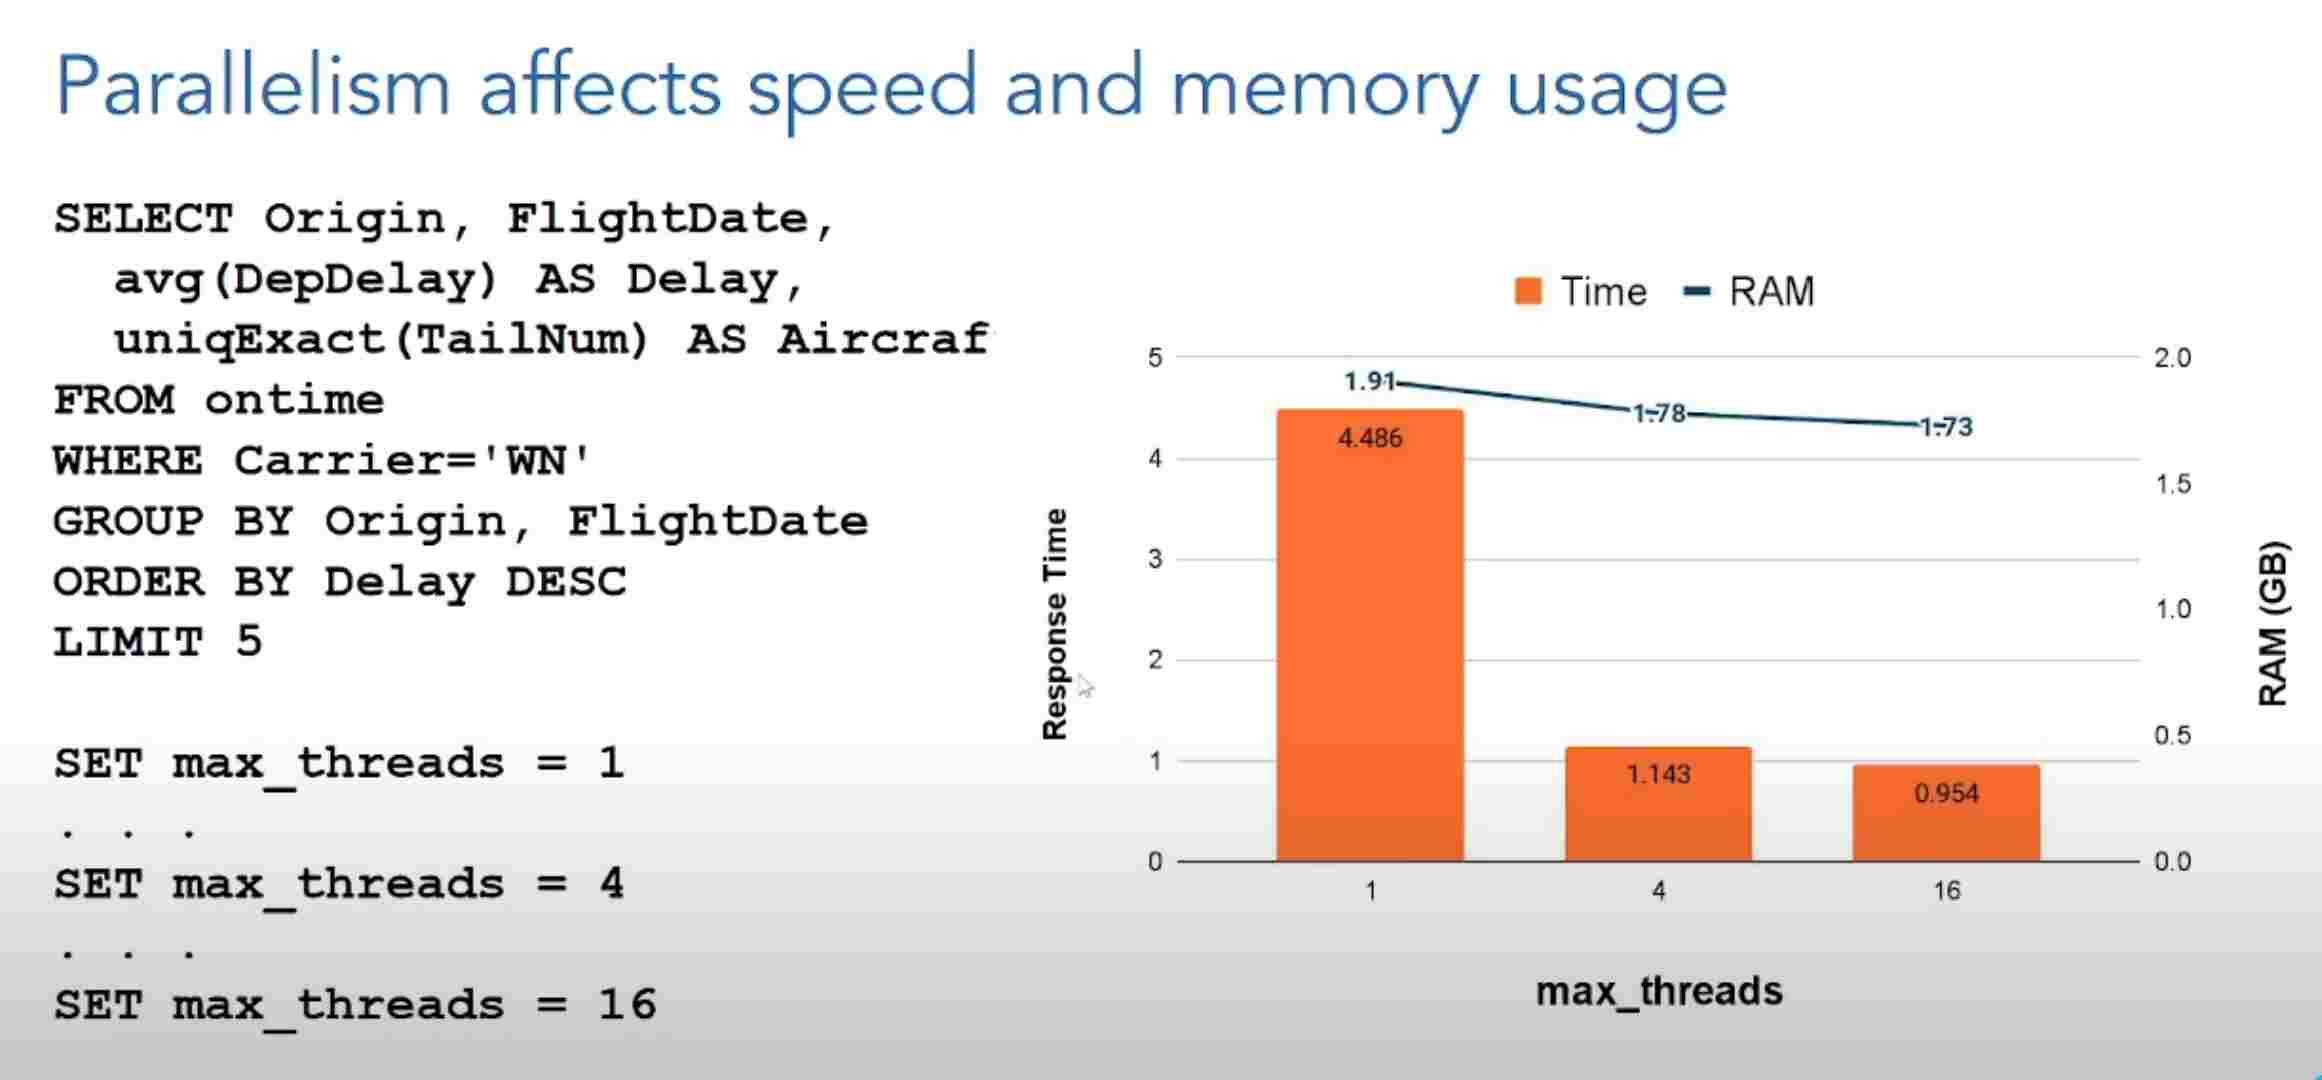 Parallelism affects speed and memory usage
SELECT Origin, FlightDate,
avg(DepDelay) AS Delay,
uniqExact(TailNum) AS Aircraf
FROM ontime
WHERE Carrier='WN'
GROUP BY Origin, FlightDate
ORDER BY Delay DESC
LIMIT 5
SET max_threads = 1
. . .
SET max_threads = 4
. . .
SET max_threads = 16
Time RAM
Response Time
5
4
3
2
1
0
1.91
1.78
1.73
4.486
1.143
0.954
2.0
1.5
1.0
0.5
0.0
RAM (GB)
1 4 16
max_threads